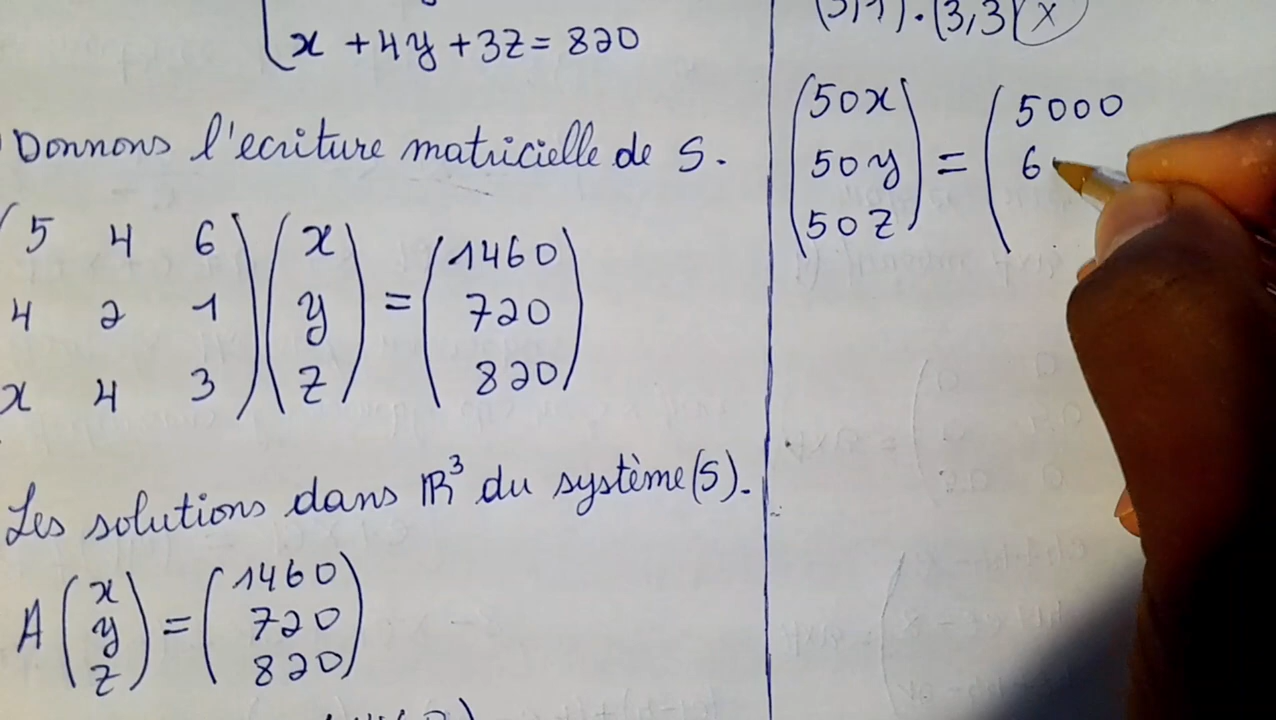 x + 4y + 3z = 820
Donnons l'ecriture matricielle de S.
(5 4 6) (x) = (1460)
4 2 1 y 720
x 4 3 z 820
Les solutions dans ℝ³ du système (S).
A (x) = (1460)
y 720
z 820
(3,3) (x)
(50x) = (5000
50y 6
50z